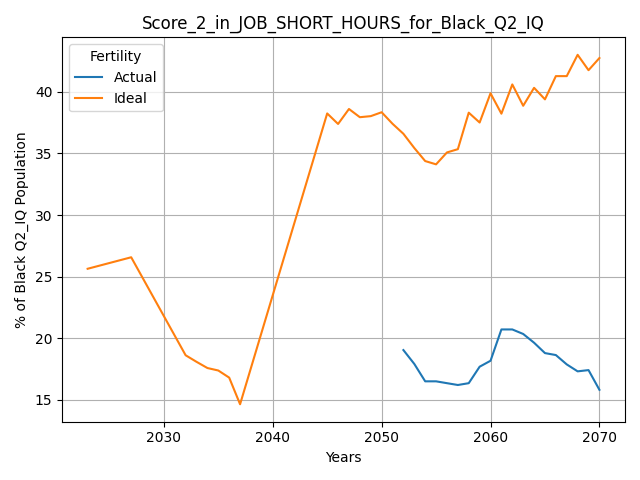 Score_2_in_JOB_SHORT_HOURS_for_Black_Q2_IQ
Fertility
Actual
Ideal
% of Black Q2_IQ Population
40
35
30
25
20
15
2030
2040
2050
2060
2070
Years